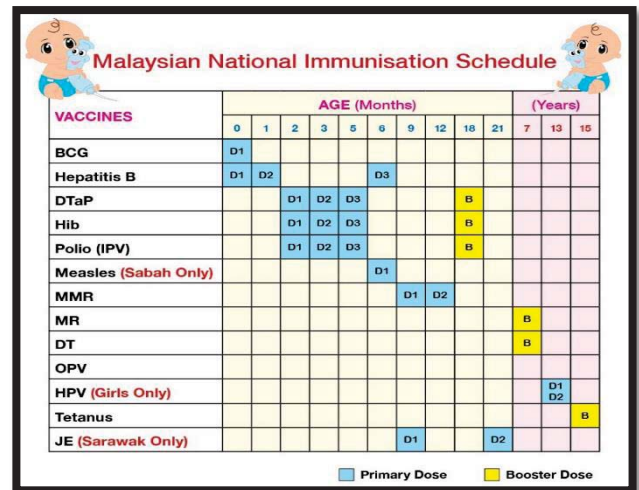 Malaysian National Immunisation Schedule
VACCINES AGE (Months) (Years)
0 1 2 3 5 6 9 12 18 21 7 13 15
BCG D1
Hepatitis B D1 D2 D3
DTaP D1 D2 D3 B
Hib D1 D2 D3 B
Polio (IPV) D1 D2 D3 B
Measles (Sabah Only) D1
MMR D1 D2
MR B
DT B
OPV
HPV (Girls Only) D1 D2
Tetanus B
JE (Sarawak Only) D1 D2
Primary Dose Booster Dose